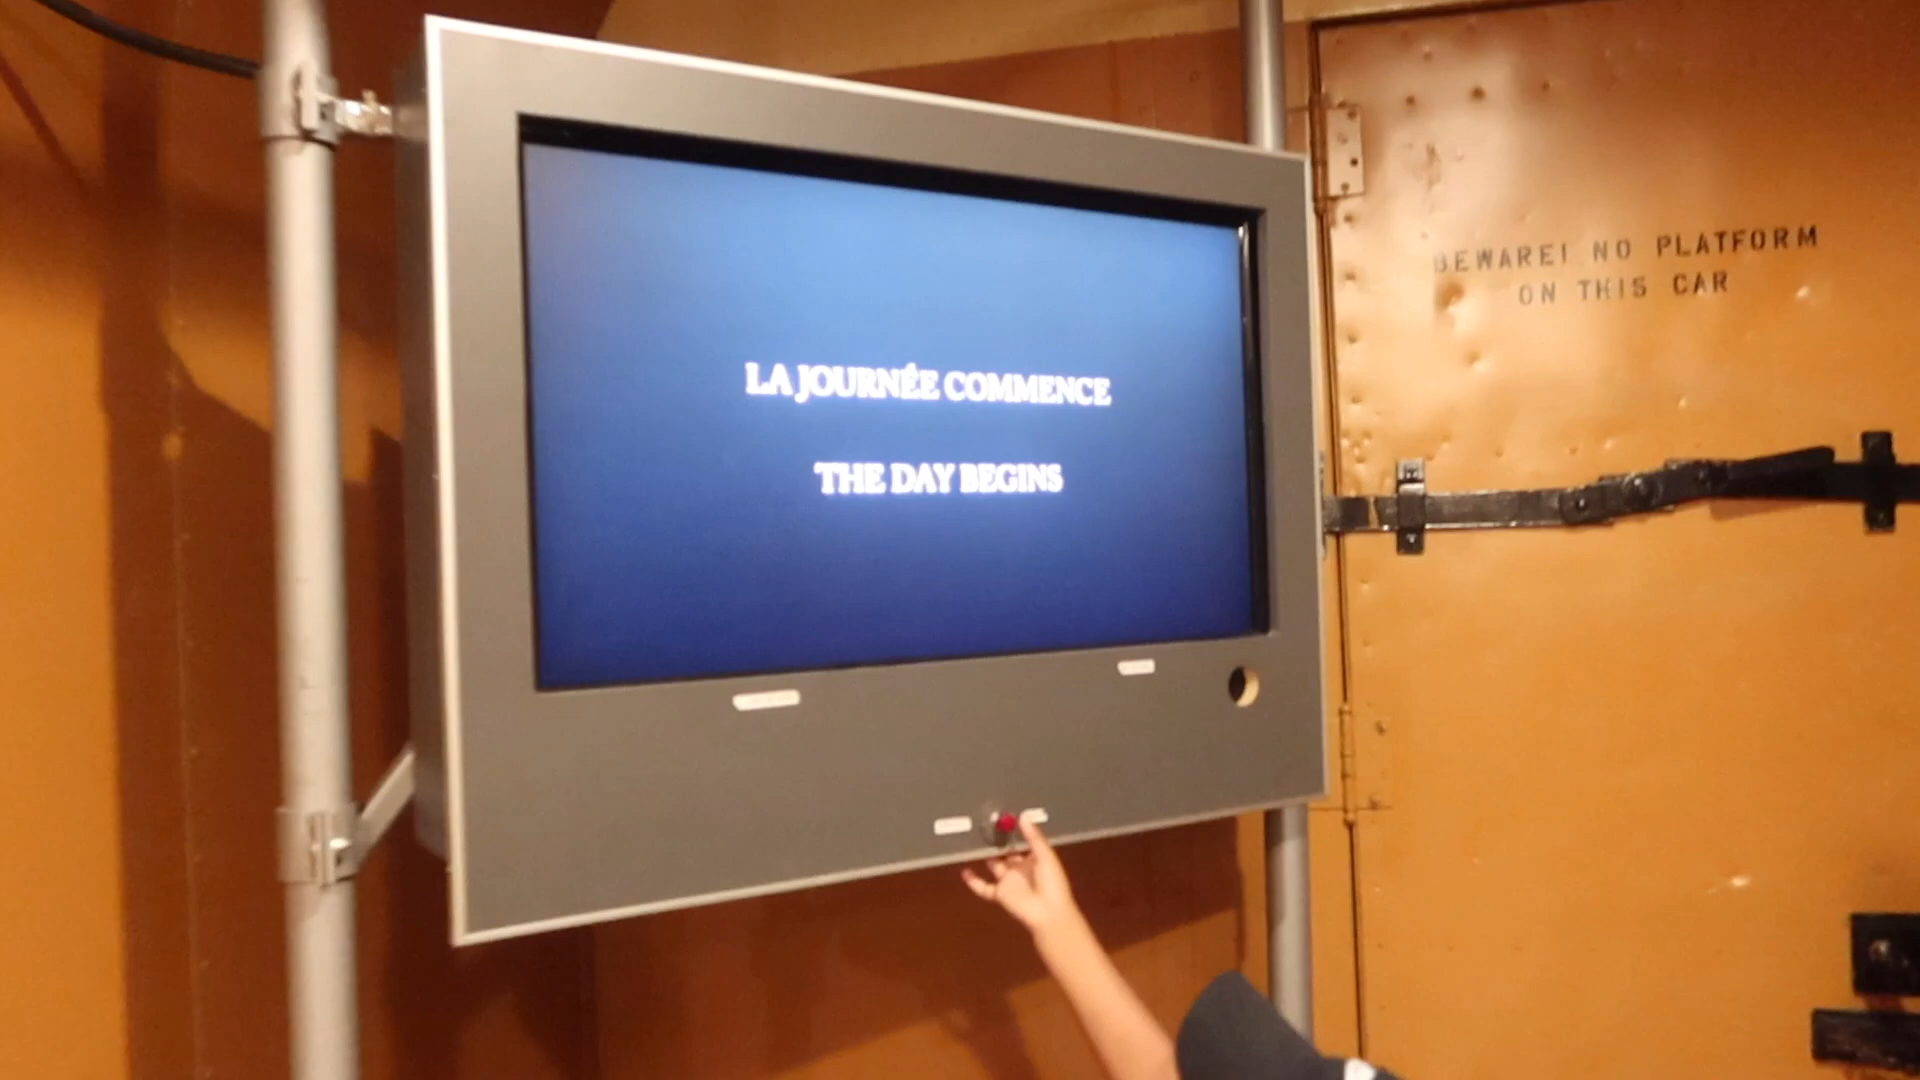 LA JOURNÉE COMMENCE
THE DAY BEGINS
BEWARE! NO PLATFORM
ON THIS CAR